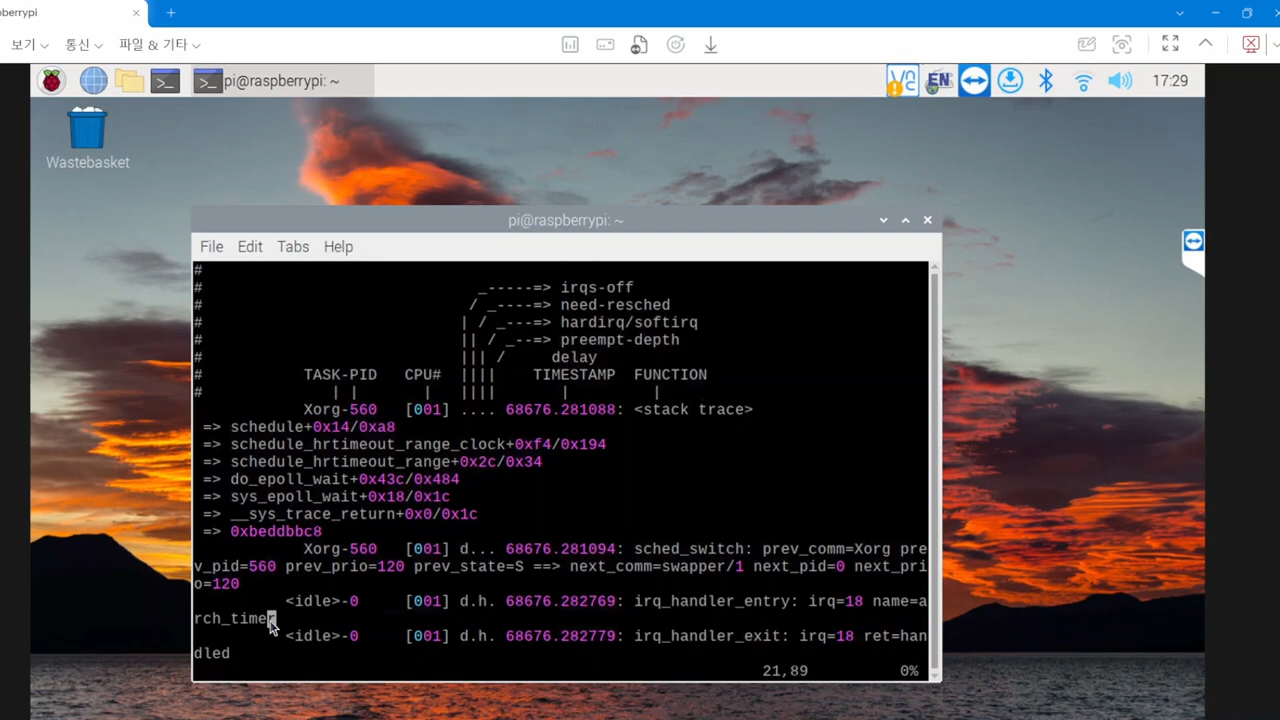 berrypi
보기 통신 파일 & 기타
pi@raspberrypi: ~ EN 17:29
Wastebasket
pi@raspberrypi: ~
File Edit Tabs Help
#
# _-----=> irqs-off
# / _----=> need-resched
# | / _---=> hardirq/softirq
# || / _--=> preempt-depth
# ||| / delay
# TASK-PID CPU# |||| TIMESTAMP FUNCTION
# | | | |||| | |
Xorg-560 [001] .... 68676.281088: <stack trace>
=> schedule+0x14/0xa8
=> schedule_hrtimeout_range_clock+0xf4/0x194
=> schedule_hrtimeout_range+0x2c/0x34
=> do_epoll_wait+0x43c/0x484
=> sys_epoll_wait+0x18/0x1c
=> __sys_trace_return+0x0/0x1c
=> 0xbeddbbc8
Xorg-560 [001] d... 68676.281094: sched_switch: prev_comm=Xorg pre
v_pid=560 prev_prio=120 prev_state=S ==> next_comm=swapper/1 next_pid=0 next_pri
o=120
<idle>-0 [001] d.h. 68676.282769: irq_handler_entry: irq=18 name=a
rch_timer
<idle>-0 [001] d.h. 68676.282779: irq_handler_exit: irq=18 ret=han
dled
21,89 0%